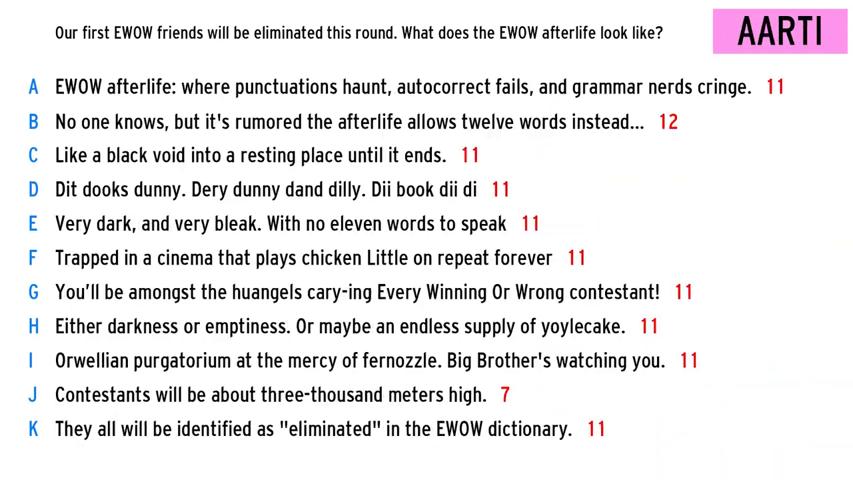 Our first EWOW friends will be eliminated this round. What does the EWOW afterlife look like?
AARTI
A EWOW afterlife: where punctuations haunt, autocorrect fails, and grammar nerds cringe. 11
B No one knows, but it's rumored the afterlife allows twelve words instead... 12
C Like a black void into a resting place until it ends. 11
D Dit dooks dunny. Dery dunny dand dilly. Dii book dii di 11
E Very dark, and very bleak. With no eleven words to speak 11
F Trapped in a cinema that plays chicken Little on repeat forever 11
G You’ll be amongst the huangels cary-ing Every Winning Or Wrong contestant! 11
H Either darkness or emptiness. Or maybe an endless supply of yoylecake. 11
I Orwellian purgatorium at the mercy of fernozzle. Big Brother's watching you. 11
J Contestants will be about three-thousand meters high. 7
K They all will be identified as "eliminated" in the EWOW dictionary. 11